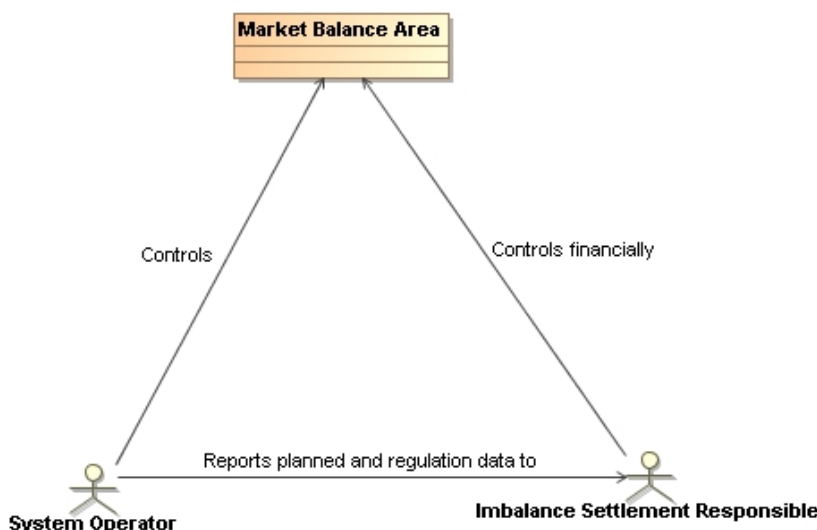 Market Balance Area
Controls
Controls financially
Reports planned and regulation data to
System Operator
Imbalance Settlement Responsible